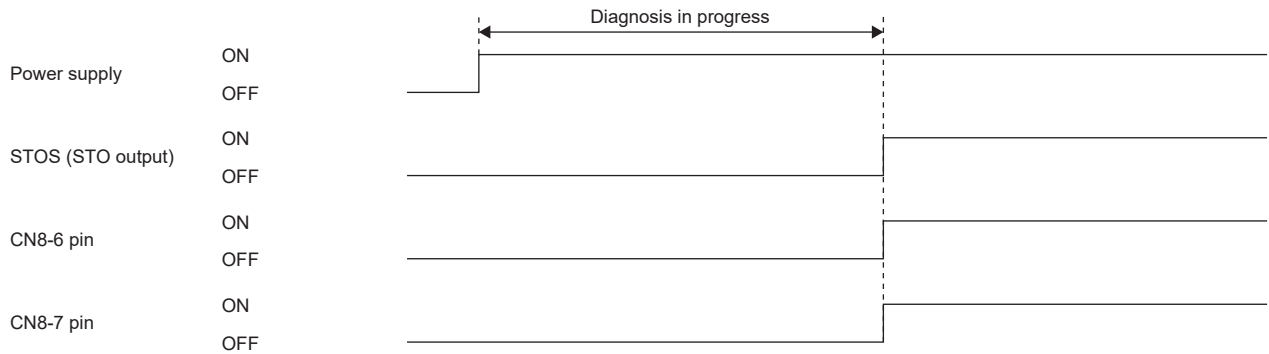 Diagnosis in progress
Power supply
ON
OFF
STOS (STO output)
ON
OFF
CN8-6 pin
ON
OFF
CN8-7 pin
ON
OFF